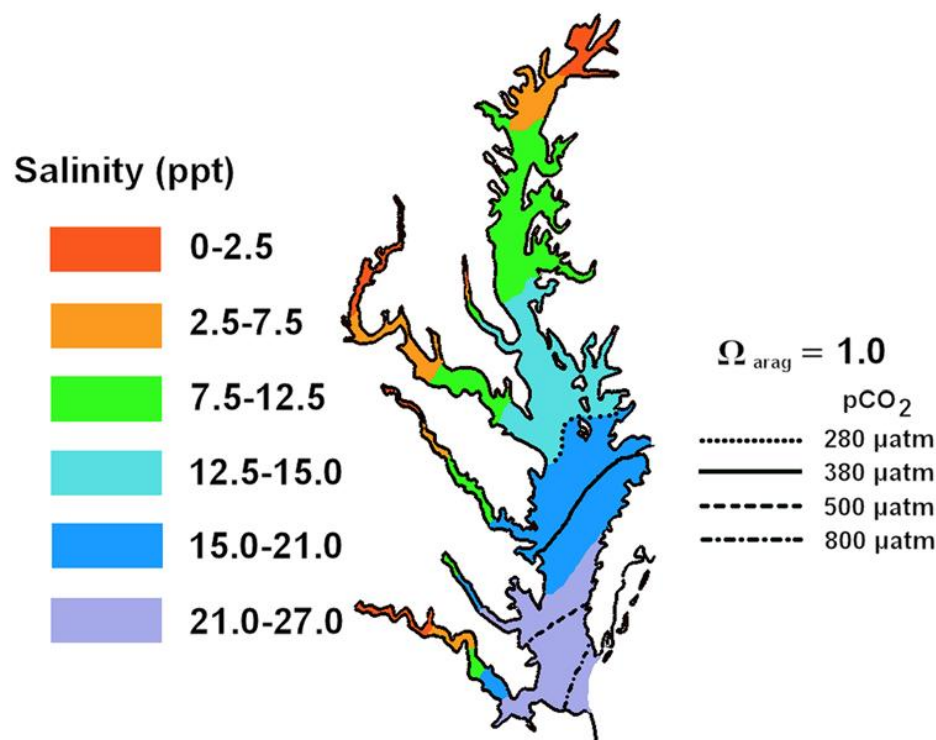 Salinity (ppt)
0-2.5
2.5-7.5
7.5-12.5
12.5-15.0
15.0-21.0
21.0-27.0
Ω arag = 1.0
pCO₂
280 µatm
380 µatm
500 µatm
800 µatm